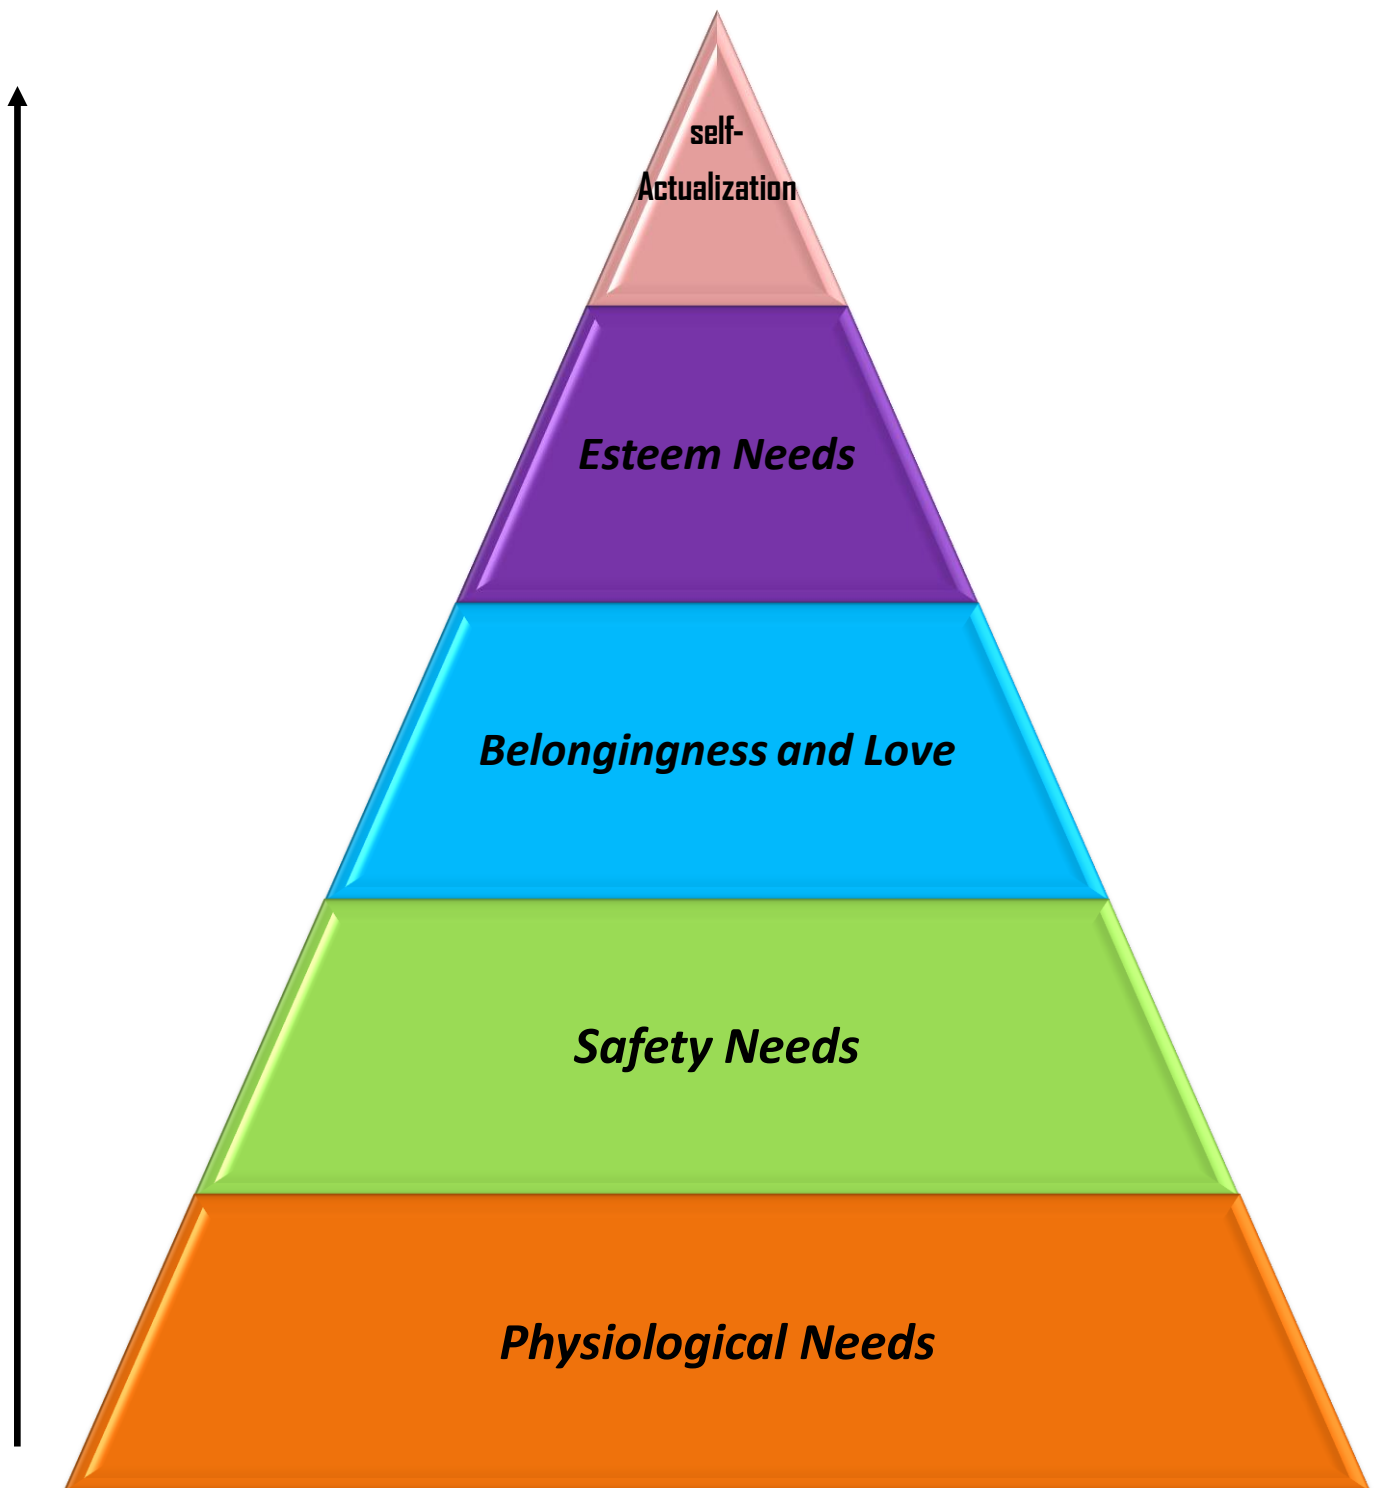 self-
Actualization
Esteem Needs
Belongingness and Love
Safety Needs
Physiological Needs